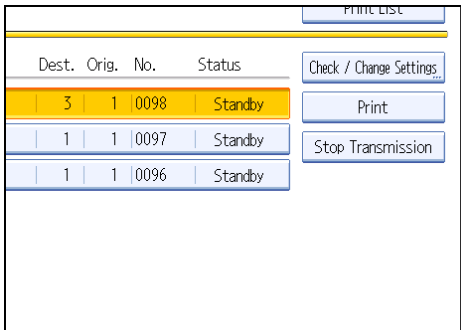 Print List
Dest. Orig. No. Status
Check / Change Settings
3 1 0098 Standby
Print
1 1 0097 Standby
Stop Transmission
1 1 0096 Standby